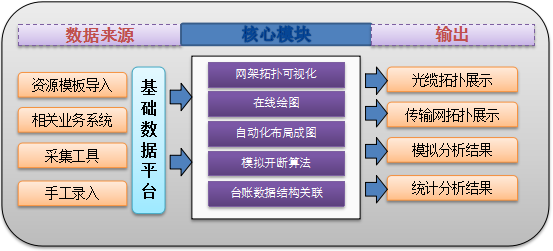 数据来源
核心模块
输出
资源模板导入
相关业务系统
采集工具
手工录入
基础数据平台
网架拓扑可视化
在线绘图
自动化布局成图
模拟开断算法
台账数据结构关联
光缆拓扑展示
传输网拓扑展示
模拟分析结果
统计分析结果